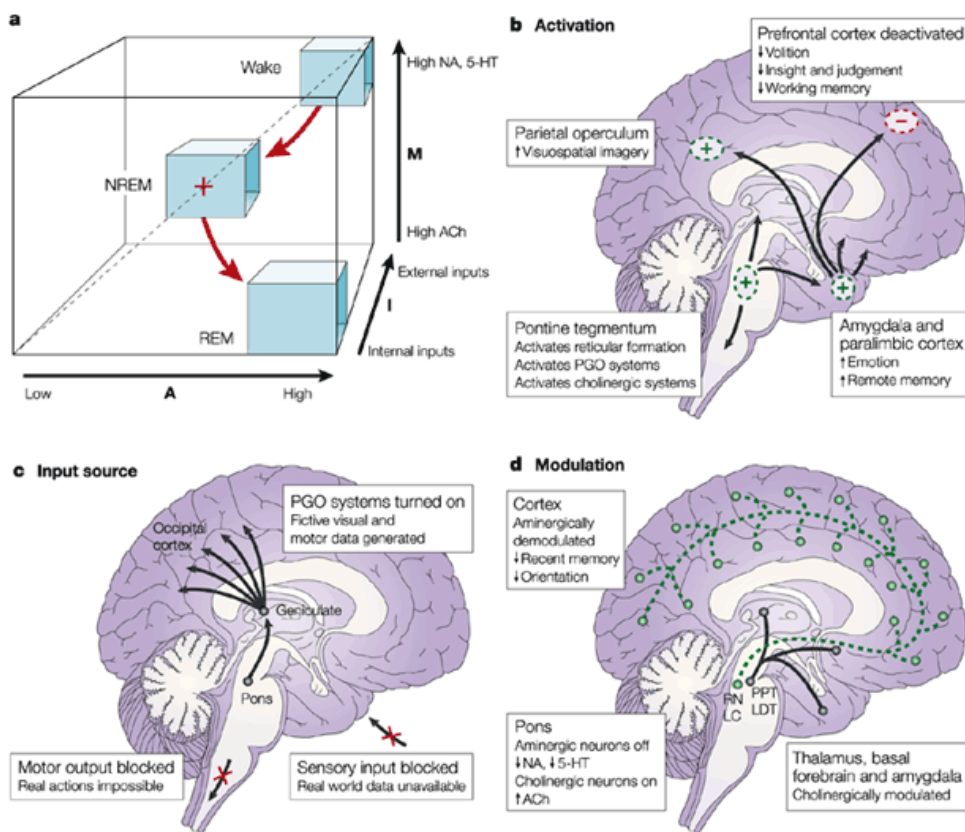 a
Wake
High NA, 5-HT
NREM
M
High ACh
External inputs
I
REM
Internal inputs
Low
A
High
b Activation
Prefrontal cortex deactivated
↓Volition
↓Insight and judgement
↓Working memory
Parietal operculum
↑Visuospatial imagery
+
–
+
+
+
Pontine tegmentum
Activates reticular formation
Activates PGO systems
Activates cholinergic systems
Amygdala and
paralimbic cortex
↑Emotion
↑Remote memory
c Input source
PGO systems turned on
Fictive visual and
motor data generated
Occipital
cortex
Geniculate
Pons
Motor output blocked
Real actions impossible
Sensory input blocked
Real world data unavailable
d Modulation
Cortex
Aminergically
demodulated
↓Recent memory
↓Orientation
RN
LC
PPT
LDT
Pons
Aminergic neurons off
↓NA, ↓5-HT
Cholinergic neurons on
↑ACh
Thalamus, basal
forebrain and amygdala
Cholinergically modulated